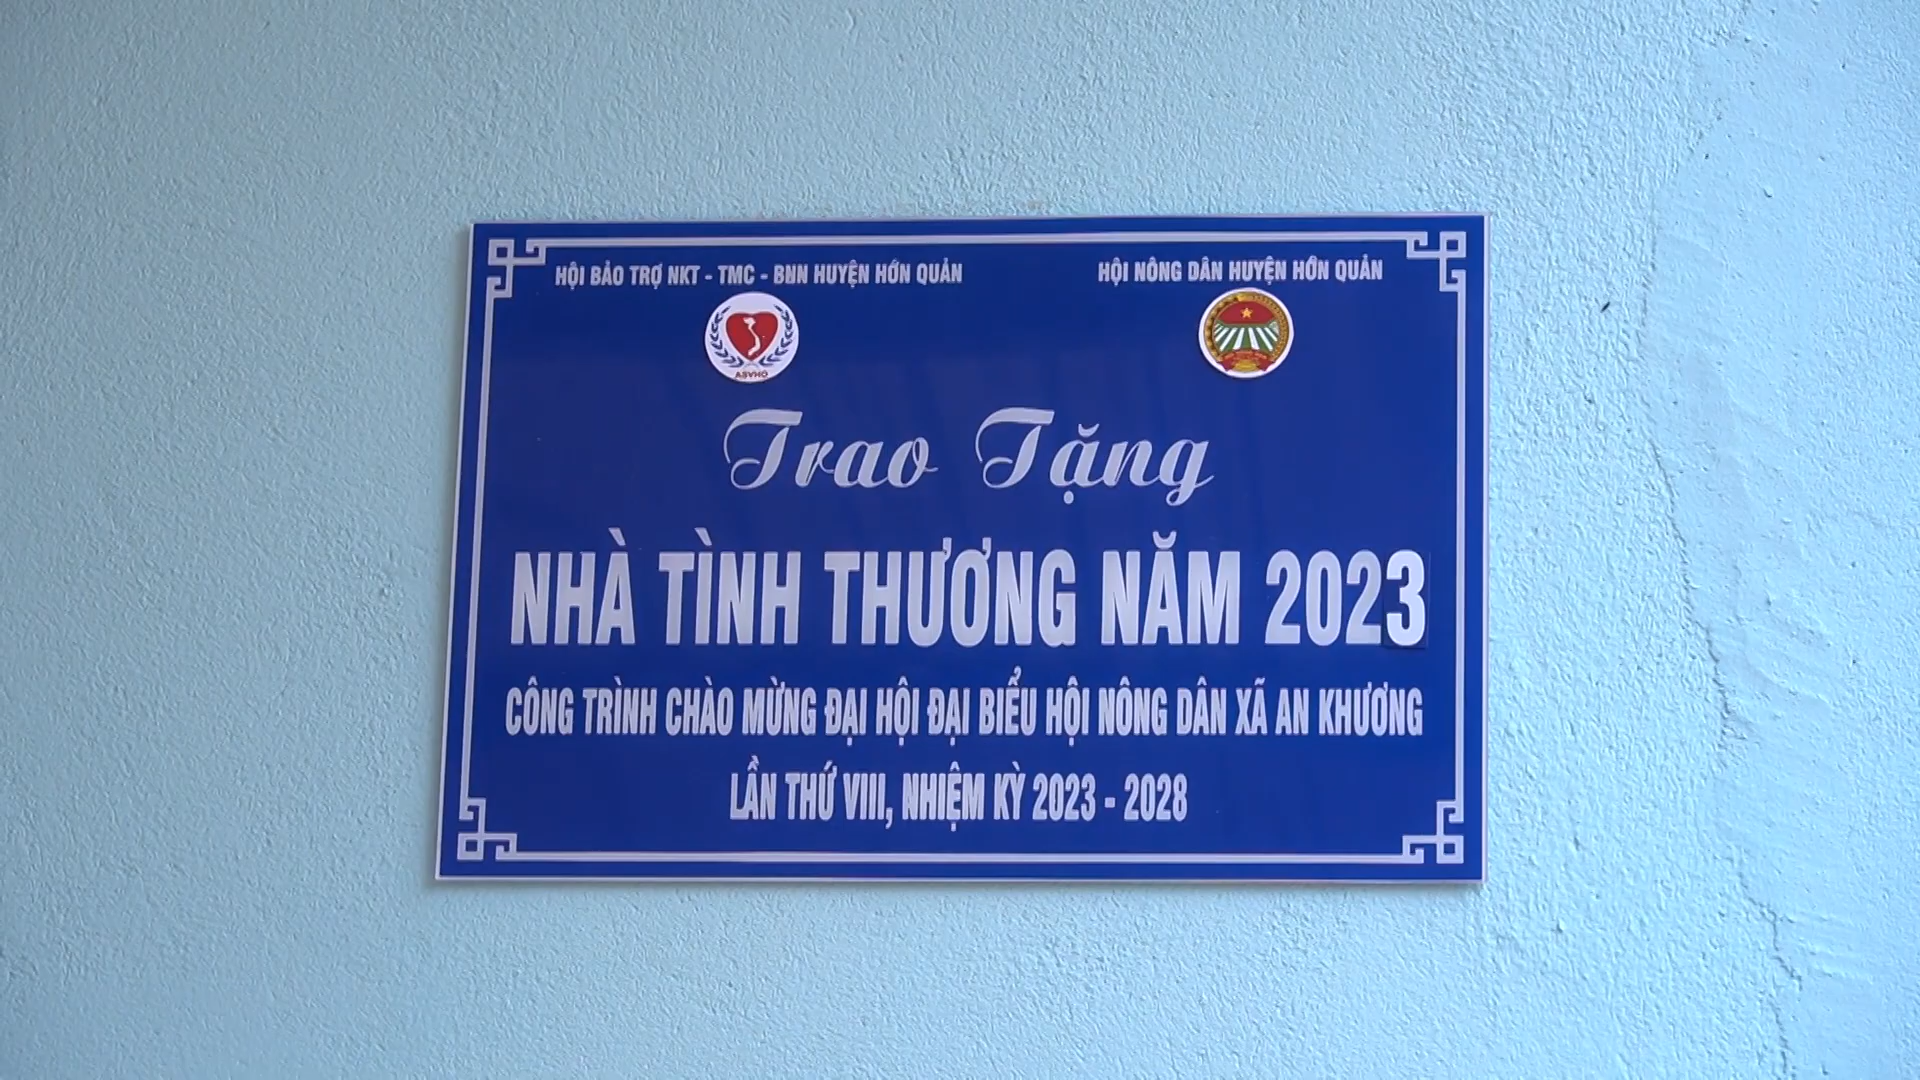 HỘI BẢO TRỢ NKT - TMC - BNN HUYỆN HỚN QUẢN
HỘI NÔNG DÂN HUYỆN HỚN QUẢN
ASVHO
Trao Tặng
NHÀ TÌNH THƯƠNG NĂM 2023
CÔNG TRÌNH CHÀO MỪNG ĐẠI HỘI ĐẠI BIỂU HỘI NÔNG DÂN XÃ AN KHƯƠNG
LẦN THỨ VIII, NHIỆM KỲ 2023 - 2028